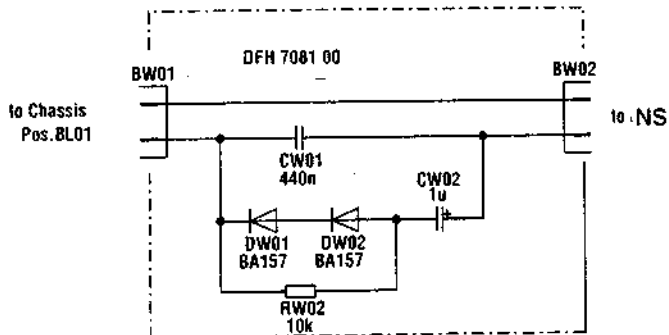 DFH 7081 00
BW01
BW02
to Chassis
Pos.BL01
to NS
CW01
440n
CW02
1u
DW01
BA157
DW02
BA157
RW02
10k